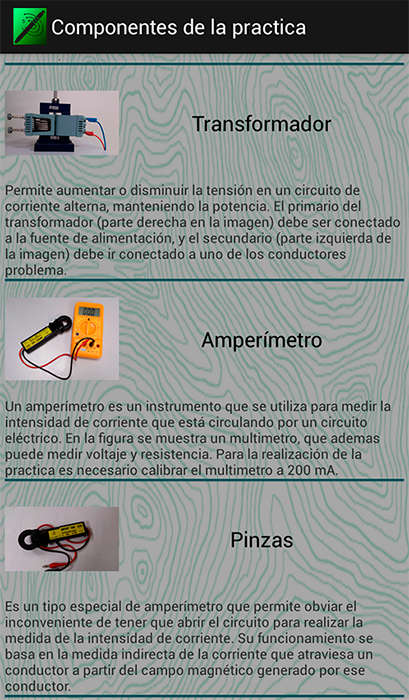 Componentes de la practica
Transformador
Permite aumentar o disminuir la tensión en un circuito de
corriente alterna, manteniendo la potencia. El primario del
transformador (parte derecha en la imagen) debe ser conectado
a la fuente de alimentación, y el secundario (parte izquierda de
la imagen) debe ir conectado a uno de los conductores
problema.
Amperímetro
Un amperímetro es un instrumento que se utiliza para medir la
intensidad de corriente que está circulando por un circuito
eléctrico. En la figura se muestra un multimetro, que ademas
puede medir voltaje y resistencia. Para la realización de la
practica es necesario calibrar el multimetro a 200 mA.
Pinzas
Es un tipo especial de amperímetro que permite obviar el
inconveniente de tener que abrir el circuito para realizar la
medida de la intensidad de corriente. Su funcionamiento se
basa en la medida indirecta de la corriente que atraviesa un
conductor a partir del campo magnético generado por ese
conductor.